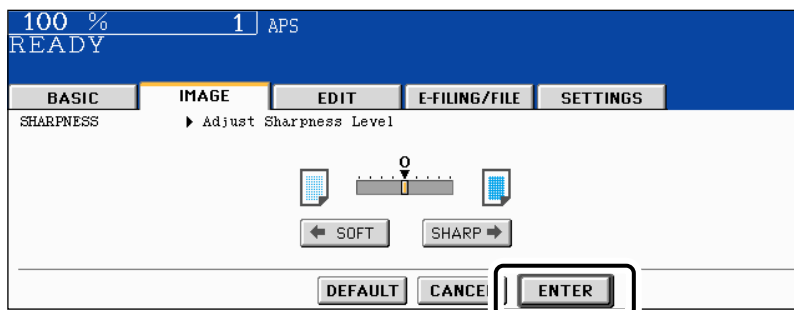 100 % 1 APS
READY
BASIC IMAGE EDIT E-FILING/FILE SETTINGS
SHARPNESS ▶ Adjust Sharpness Level
0
← SOFT SHARP →
DEFAULT CANCEL ENTER